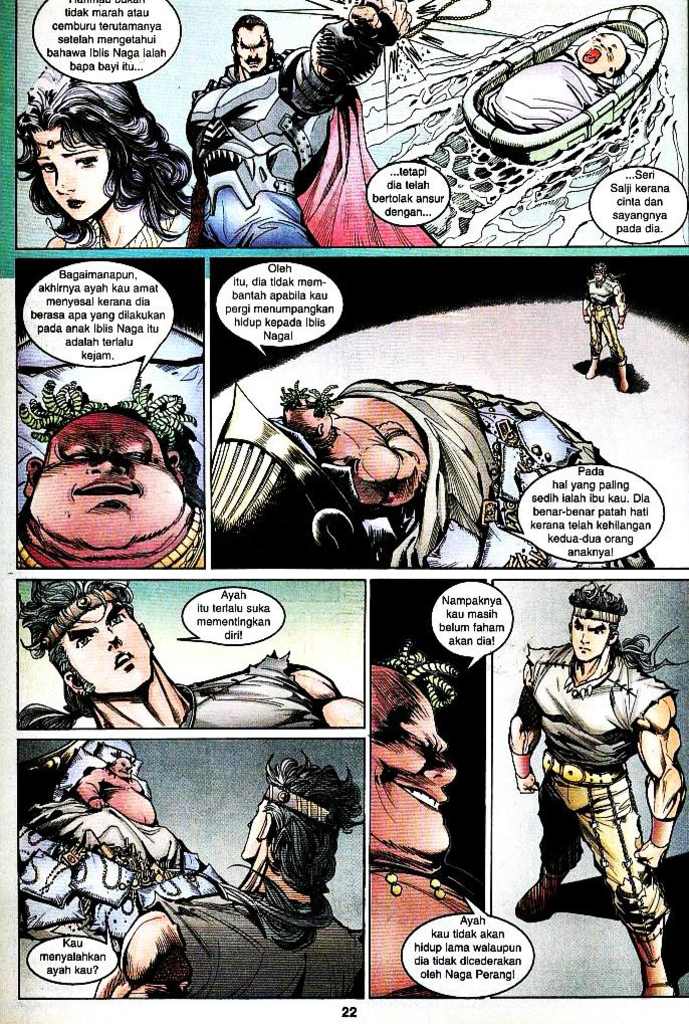 tidak marah atau
cemburu terutamanya
setelah mengetahui
bahawa Iblis Naga ialah
bapa bayi itu...
...tetapi
dia telah
bertolak ansur
dengan...
...Seri
Salji kerana
cinta dan
sayangnya
pada dia.
Bagaimanapun,
akhirnya ayah kau amat
menyesal kerana dia
berasa apa yang dilakukan
pada anak Iblis Naga itu
adalah terlalu
kejam.
Oleh
itu, dia tidak mem-
bantah apabila kau
pergi menumpangkan
hidup kepada Iblis
Naga!
Pada
hal yang paling
sedih ialah ibu kau. Dia
benar-benar patah hati
kerana telah kehilangan
kedua-dua orang
anaknya!
Ayah
itu terlalu suka
mementingkan
diri!
Nampaknya
kau masih
belum faham
akan dia!
Kau
menyalahkan
ayah kau?
Ayah
kau tidak akan
hidup lama walaupun
dia tidak dicederakan
oleh Naga Perang!
22